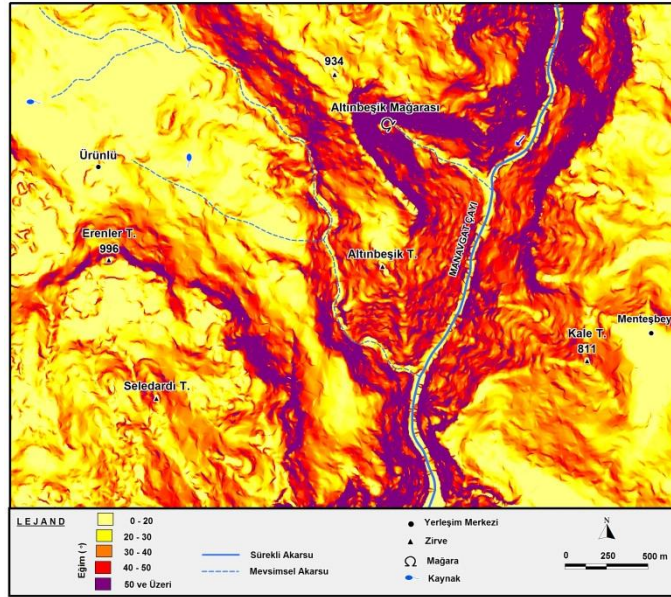 934
Altınbeşik Mağarası
Ürünlü
Erenler T.
996
Altınbeşik T.
MANAVGAT ÇAYI
Menteşbey
Kale T.
811
Seledardı T.
LEJAND
Eğim (°)
0 - 20
20 - 30
30 - 40
40 - 50
50 ve Üzeri
Sürekli Akarsu
Mevsimsel Akarsu
Yerleşim Merkezi
Zirve
Mağara
Kaynak
N
0 250 500 m